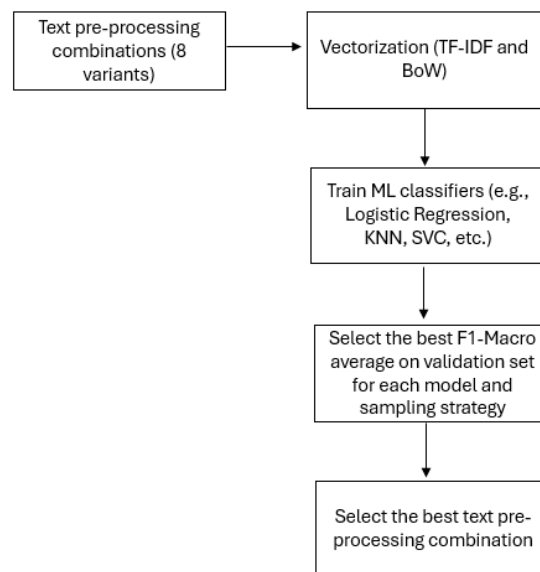 Text pre-processing
combinations (8
variants)
Vectorization (TF-IDF and
BoW)
Train ML classifiers (e.g.,
Logistic Regression,
KNN, SVC, etc.)
Select the best F1-Macro
average on validation set
for each model and
sampling strategy
Select the best text pre-
processing combination